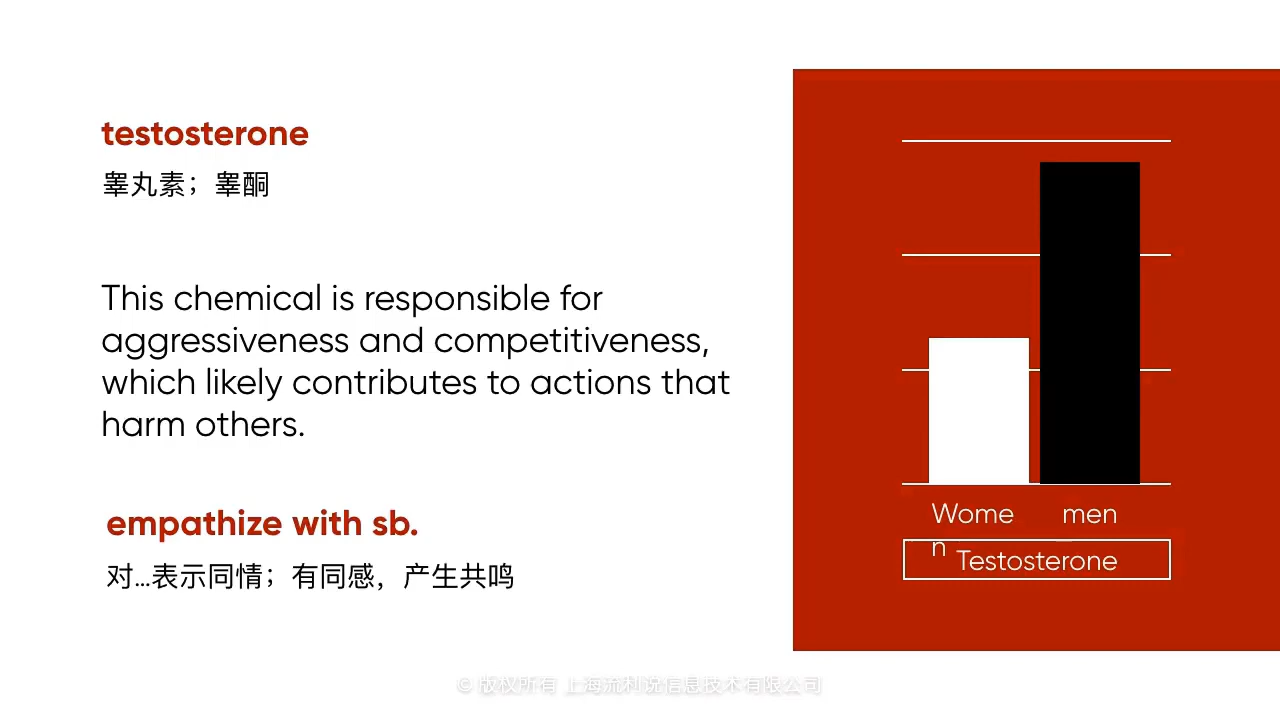 testosterone
睾丸素；睾酮
This chemical is responsible for
aggressiveness and competitiveness,
which likely contributes to actions that
harm others.
empathize with sb.
对…表示同情；有同感，产生共鸣
Wome
n
men
Testosterone
© 版权所有 上海流利说信息技术有限公司